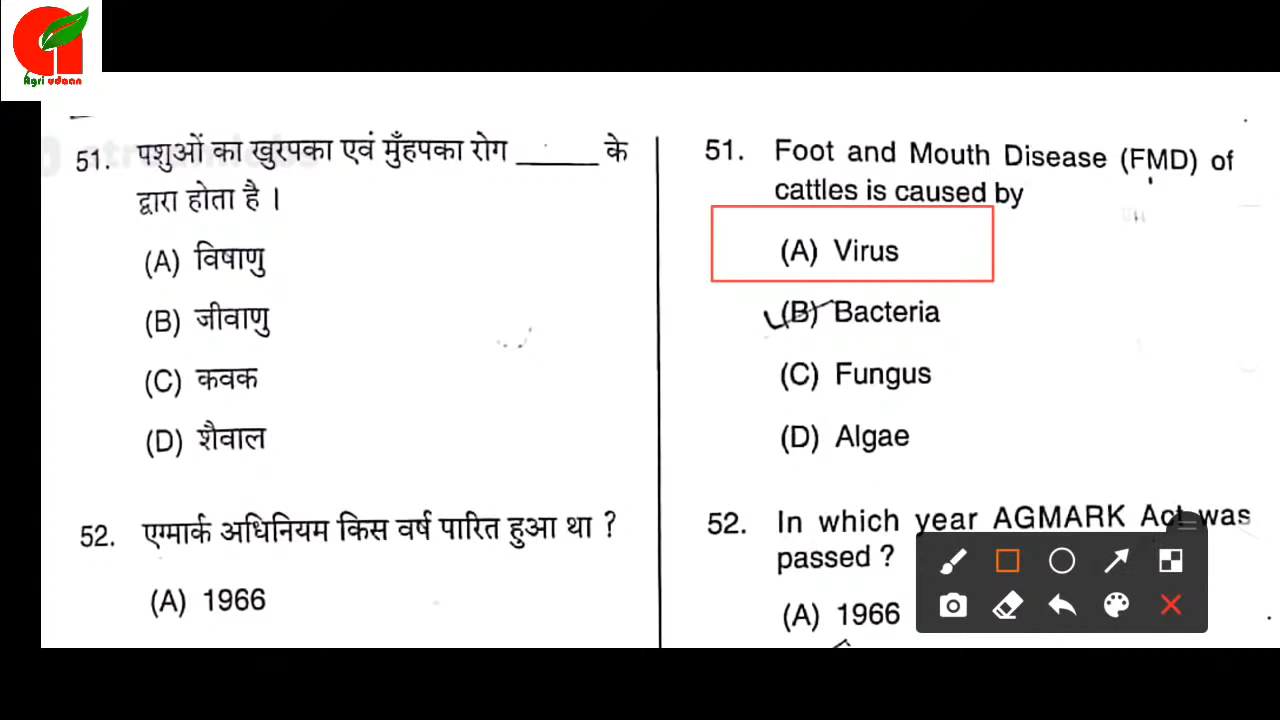 Agri udaan
51. पशुओं का खुरपका एवं मुँहपका रोग ______ के
द्वारा होता है ।
(A) विषाणु
(B) जीवाणु
(C) कवक
(D) शैवाल
52. एग्मार्क अधिनियम किस वर्ष पारित हुआ था ?
(A) 1966
51. Foot and Mouth Disease (FMD) of
cattles is caused by
(A) Virus
(B) Bacteria
(C) Fungus
(D) Algae
52. In which year AGMARK Act was
passed ?
(A) 1966